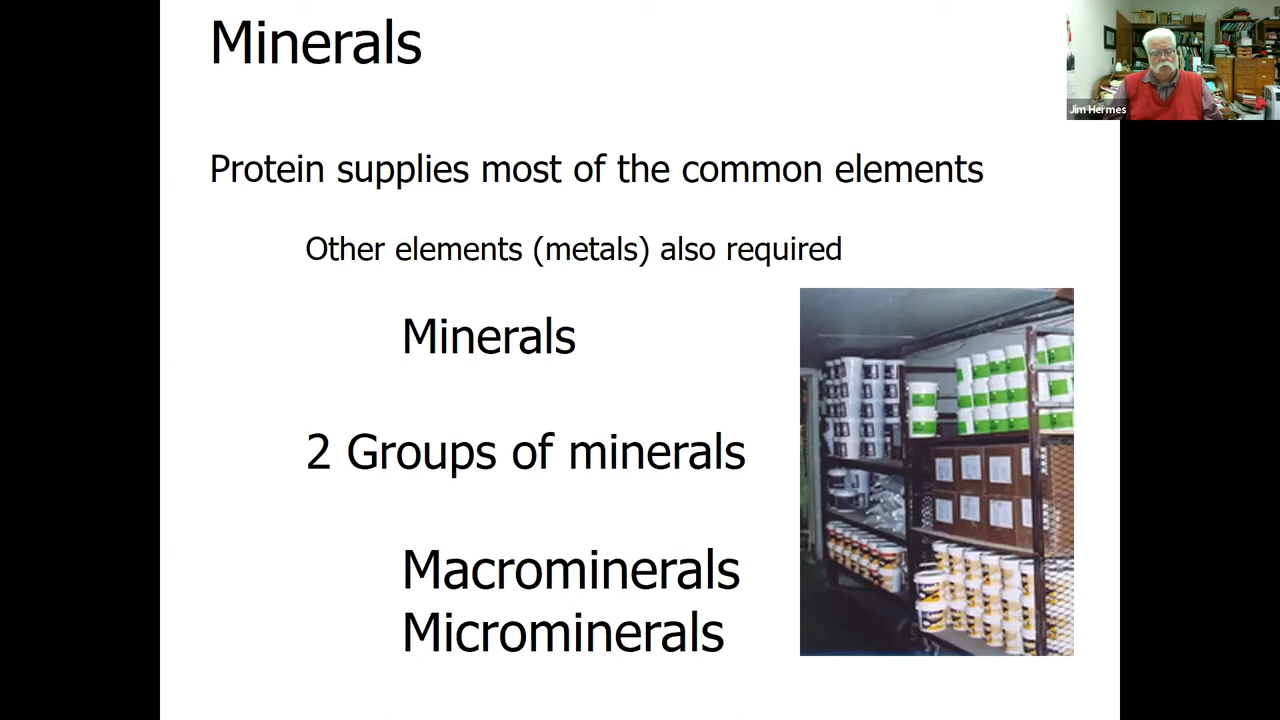 Minerals
Jim Hermes
Protein supplies most of the common elements
Other elements (metals) also required
Minerals
2 Groups of minerals
Macrominerals
Microminerals